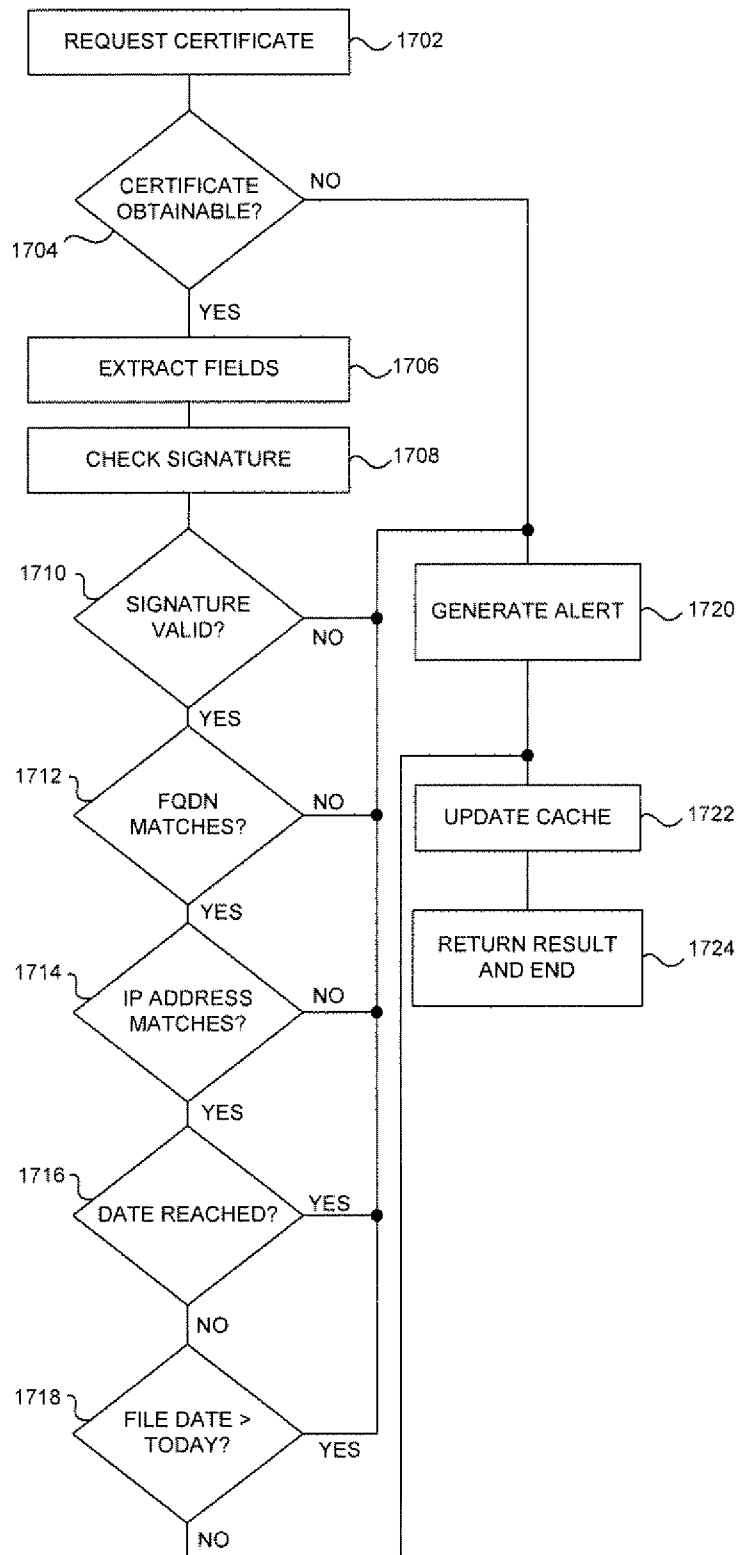 REQUEST CERTIFICATE
1702
CERTIFICATE
OBTAINABLE?
NO
1704
YES
EXTRACT FIELDS
1706
CHECK SIGNATURE
1708
1710
SIGNATURE
VALID?
NO
YES
GENERATE ALERT
1720
1712
FQDN
MATCHES?
NO
YES
UPDATE CACHE
1722
1714
IP ADDRESS
MATCHES?
NO
YES
RETURN RESULT
AND END
1724
1716
DATE REACHED?
YES
NO
1718
FILE DATE >
TODAY?
YES
NO